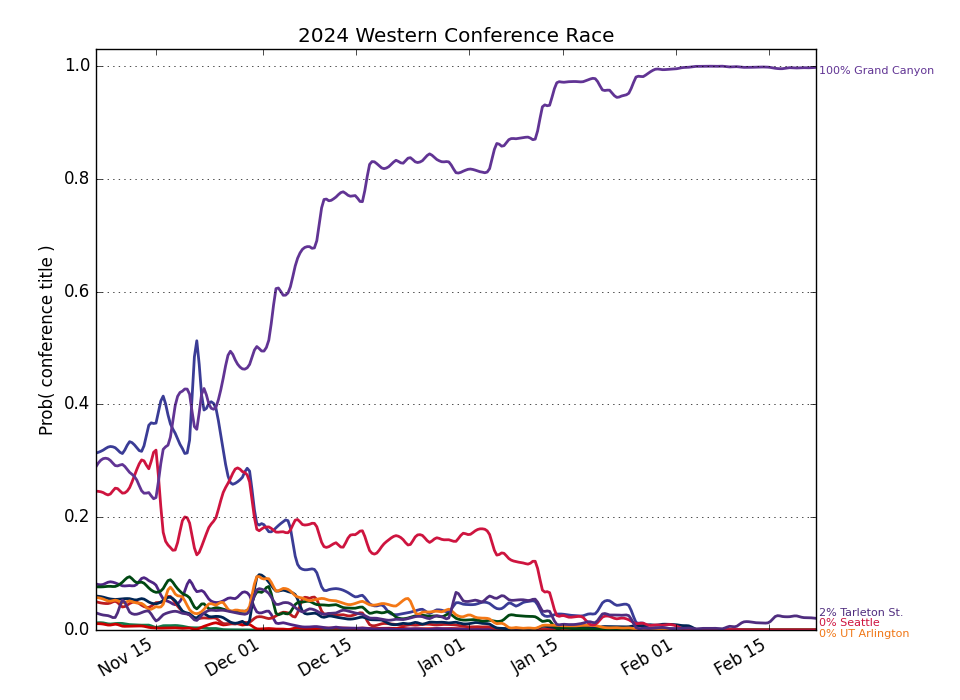 2024 Western Conference Race
1.0
100% Grand Canyon
0.8
0.6
Prob( conference title )
0.4
0.2
2% Tarleton St.
0% Seattle
0.0
0% UT Arlington
Nov 15
Dec 01
Dec 15
Jan 01
Jan 15
Feb 01
Feb 15